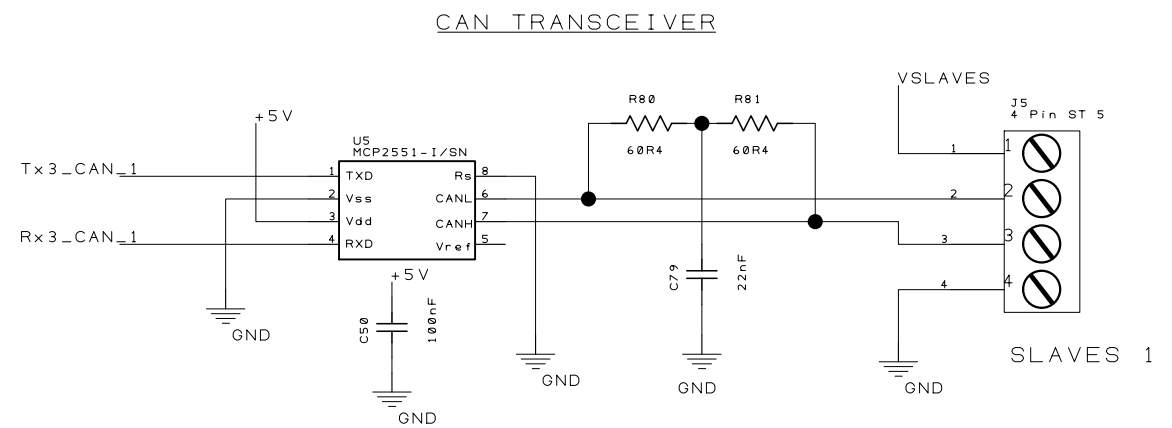 CAN TRANSCEIVER
VSLAVES
R80
R81
J5
4 Pin ST 5
+5V
U5
MCP2551-I/SN
60R4
60R4
1
1
Tx3_CAN_1
1
TXD
Rs
8
2
Vss
CANL
6
2
2
3
Vdd
CANH
7
Rx3_CAN_1
4
RXD
Vref
5
3
3
+5V
C79
22nF
4
4
C50
100nF
GND
SLAVES 1
GND
GND
GND
GND